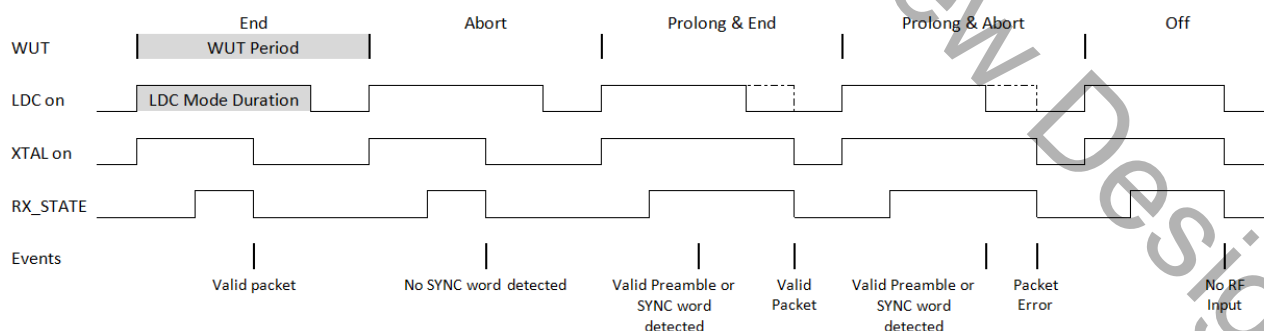 End Abort Prolong & End Prolong & Abort Off
WUT WUT Period
LDC on LDC Mode Duration
XTAL on
RX_STATE
Events
Valid packet No SYNC word detected Valid Preamble or Valid Valid Preamble or Packet No RF
SYNC word Packet SYNC word Error Input
detected detected
w Desig